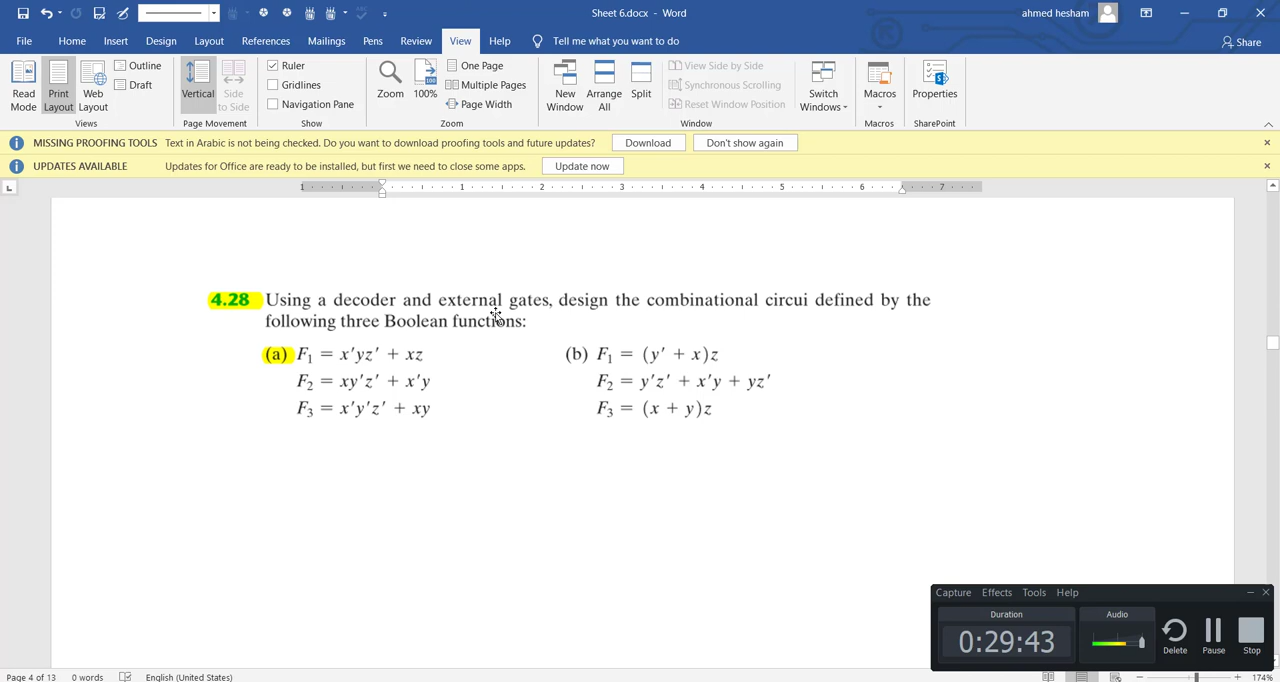 Sheet 6.docx - Word
ahmed hesham
File Home Insert Design Layout References Mailings Pens Review View Help Tell me what you want to do Share
Read Mode
Print Layout
Web Layout
Outline
Draft
Views
Vertical
Side to Side
Page Movement
Ruler
Gridlines
Navigation Pane
Show
Zoom
100%
One Page
Multiple Pages
Page Width
Zoom
New Window
Arrange All
Split
View Side by Side
Synchronous Scrolling
Reset Window Position
Window
Switch Windows
Macros
Macros
Properties
SharePoint
MISSING PROOFING TOOLS Text in Arabic is not being checked. Do you want to download proofing tools and future updates? Download Don't show again
UPDATES AVAILABLE Updates for Office are ready to be installed, but first we need to close some apps. Update now
1 1 2 3 4 5 6 7
4.28 Using a decoder and external gates, design the combinational circui defined by the
following three Boolean functions:
(a) F₁ = x′yz′ + xz (b) F₁ = (y′ + x)z
F₂ = xy′z′ + x′y F₂ = y′z′ + x′y + yz′
F₃ = x′y′z′ + xy F₃ = (x + y)z
Capture Effects Tools Help
Duration
0:29:43
Audio
Delete
Pause
Stop
Page 4 of 13 0 words English (United States) 174%